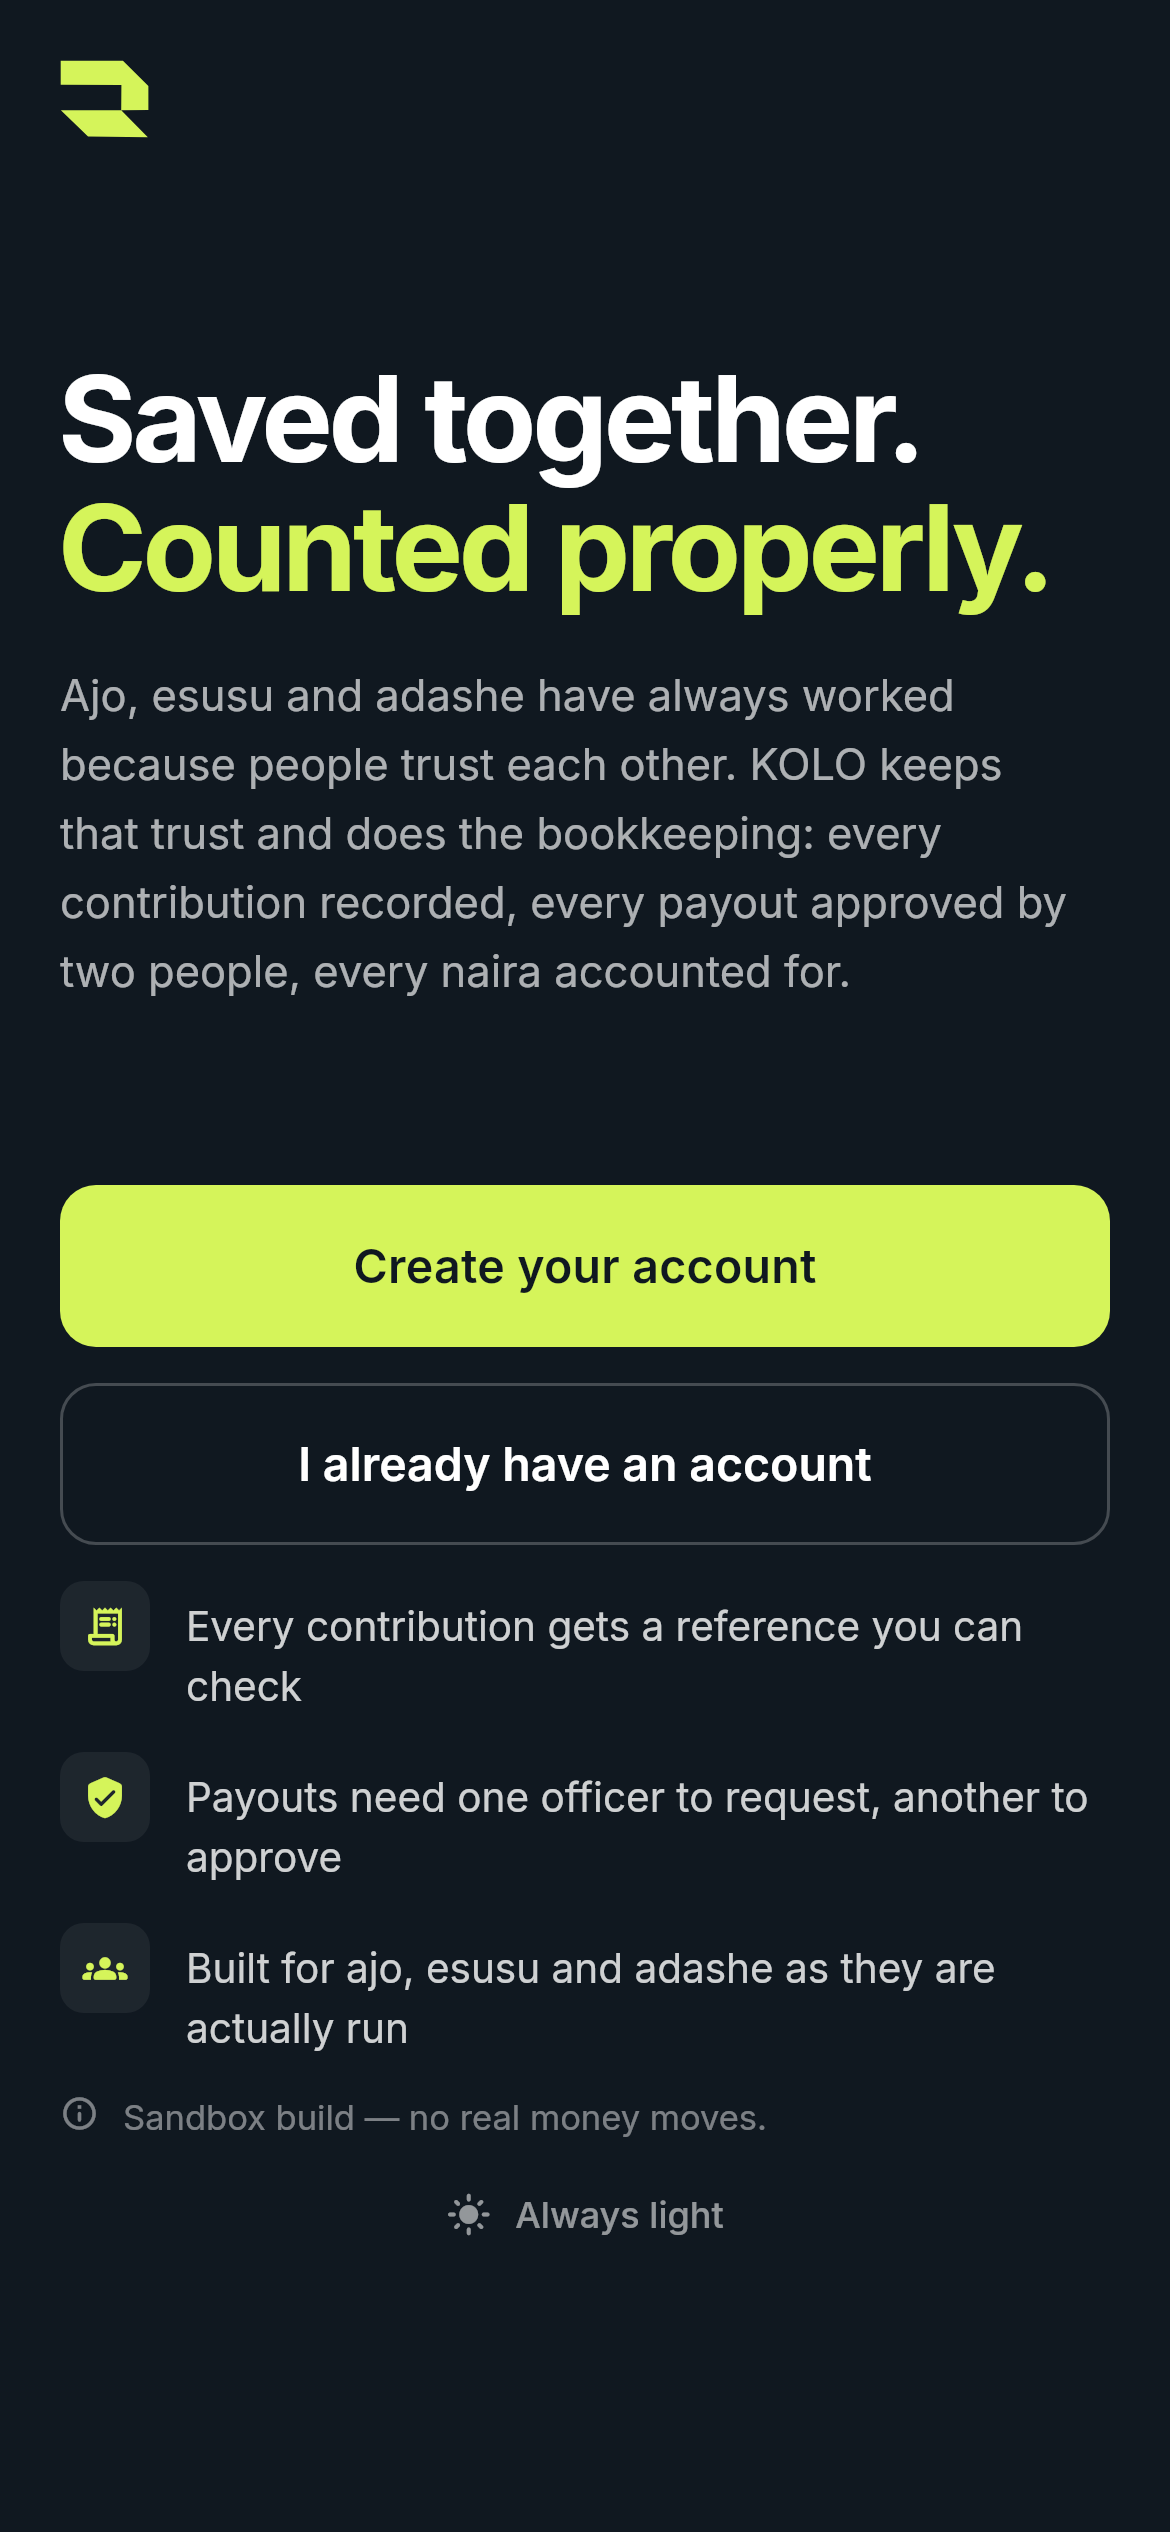 Saved together.
Counted properly.
Ajo, esusu and adashe have always worked
because people trust each other. KOLO keeps
that trust and does the bookkeeping: every
contribution recorded, every payout approved by
two people, every naira accounted for.
Create your account
I already have an account
Every contribution gets a reference you can
check
Payouts need one officer to request, another to
approve
Built for ajo, esusu and adashe as they are
actually run
Sandbox build — no real money moves.
Always light